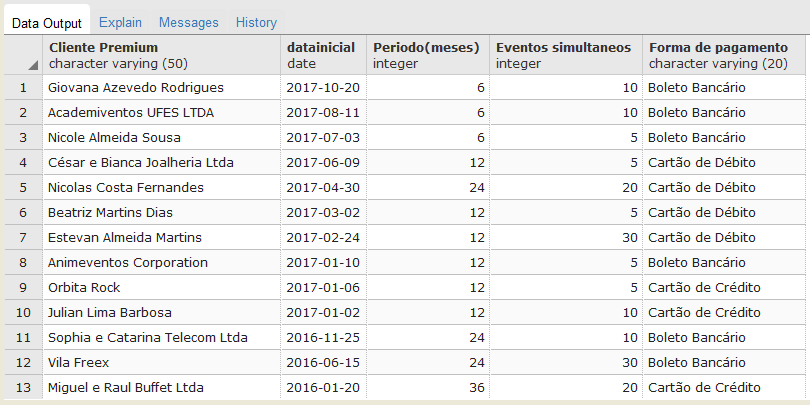 Data Output Explain Messages History
Cliente Premium datainicial Periodo(meses) Eventos simultaneos Forma de pagamento
character varying (50) date integer integer character varying (20)
1 Giovana Azevedo Rodrigues 2017-10-20 6 10 Boleto Bancário
2 Academiventos UFES LTDA 2017-08-11 6 10 Boleto Bancário
3 Nicole Almeida Sousa 2017-07-03 6 5 Boleto Bancário
4 César e Bianca Joalheria Ltda 2017-06-09 12 5 Cartão de Débito
5 Nicolas Costa Fernandes 2017-04-30 24 20 Cartão de Débito
6 Beatriz Martins Dias 2017-03-02 12 5 Cartão de Débito
7 Estevan Almeida Martins 2017-02-24 12 30 Cartão de Débito
8 Animeventos Corporation 2017-01-10 12 5 Boleto Bancário
9 Orbita Rock 2017-01-06 12 5 Cartão de Crédito
10 Julian Lima Barbosa 2017-01-02 12 10 Cartão de Crédito
11 Sophia e Catarina Telecom Ltda 2016-11-25 24 10 Boleto Bancário
12 Vila Freex 2016-06-15 24 30 Boleto Bancário
13 Miguel e Raul Buffet Ltda 2016-01-20 36 20 Cartão de Crédito